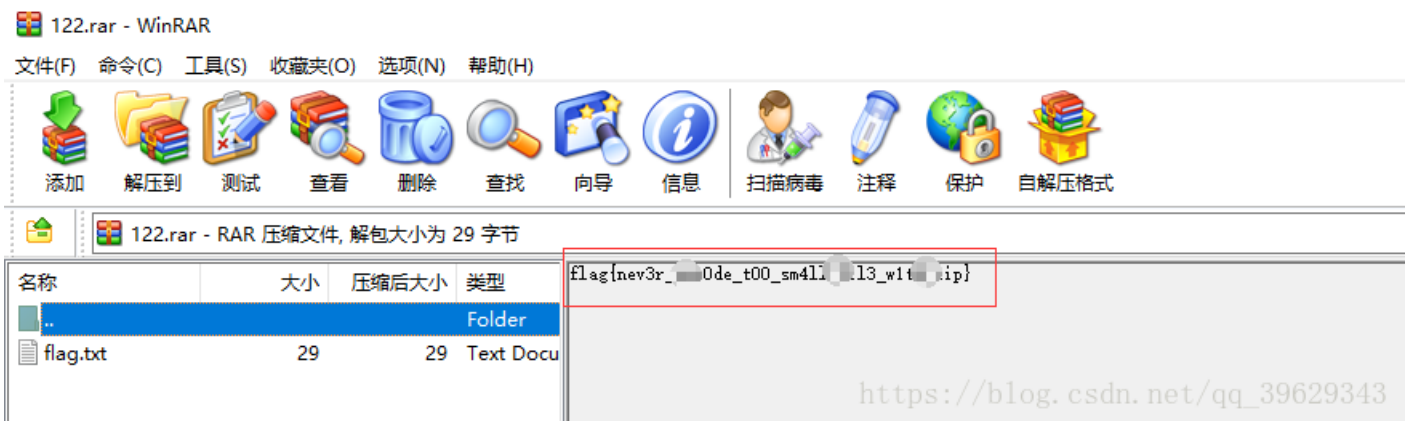 122.rar - WinRAR
文件(F) 命令(C) 工具(S) 收藏夹(O) 选项(N) 帮助(H)
添加 解压到 测试 查看 删除 查找 向导 信息 扫描病毒 注释 保护 自解压格式
122.rar - RAR 压缩文件, 解包大小为 29 字节
名称 大小 压缩后大小 类型
.. Folder
flag.txt 29 29 Text Docu
https://blog.csdn.net/qq_39629343